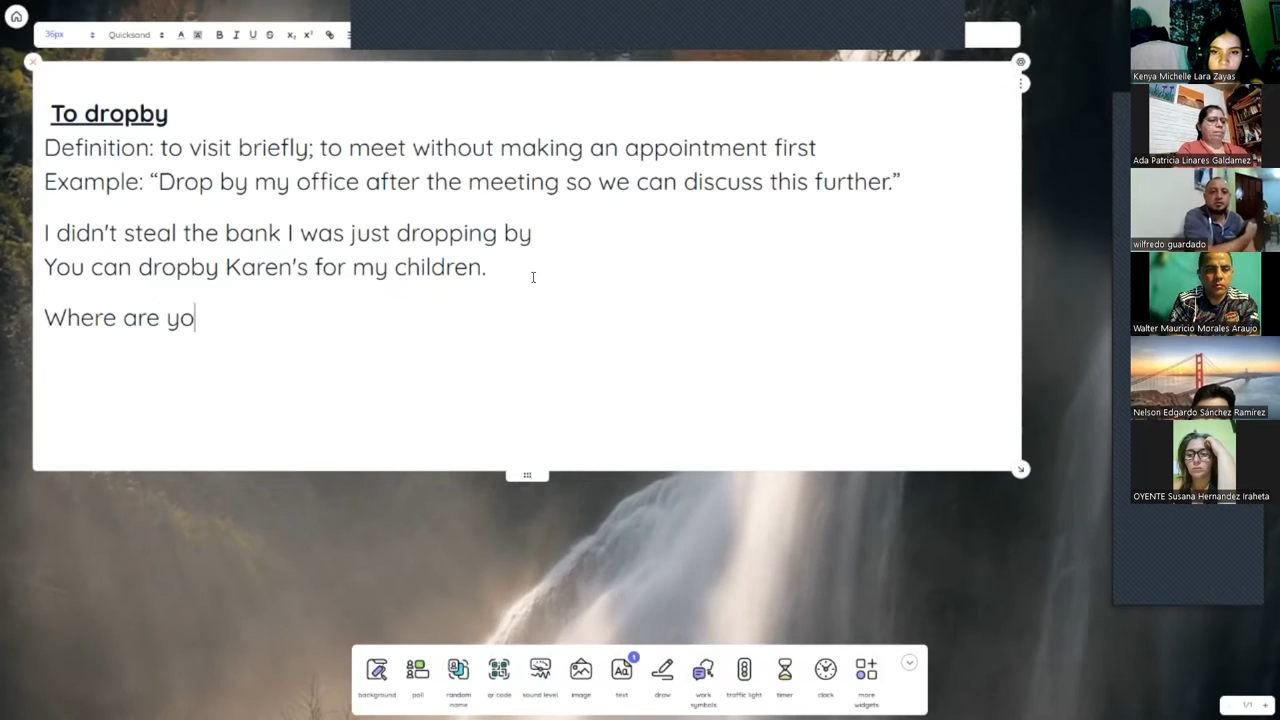 36px
Quicksand
To dropby
Definition: to visit briefly; to meet without making an appointment first
Example: “Drop by my office after the meeting so we can discuss this further.”
I didn't steal the bank I was just dropping by
You can dropby Karen's for my children.
Where are yo
Kenya Michelle Lara Zayas
Ada Patricia Linares Galdamez
wilfredo guardado
Walter Mauricio Morales Araujo
Nelson Edgardo Sánchez Ramírez
OYENTE Susana Hernandez Iraheta
background
poll
random name
qr code
sound level
image
text
1
draw
work symbols
traffic light
timer
clock
more widgets
1/1